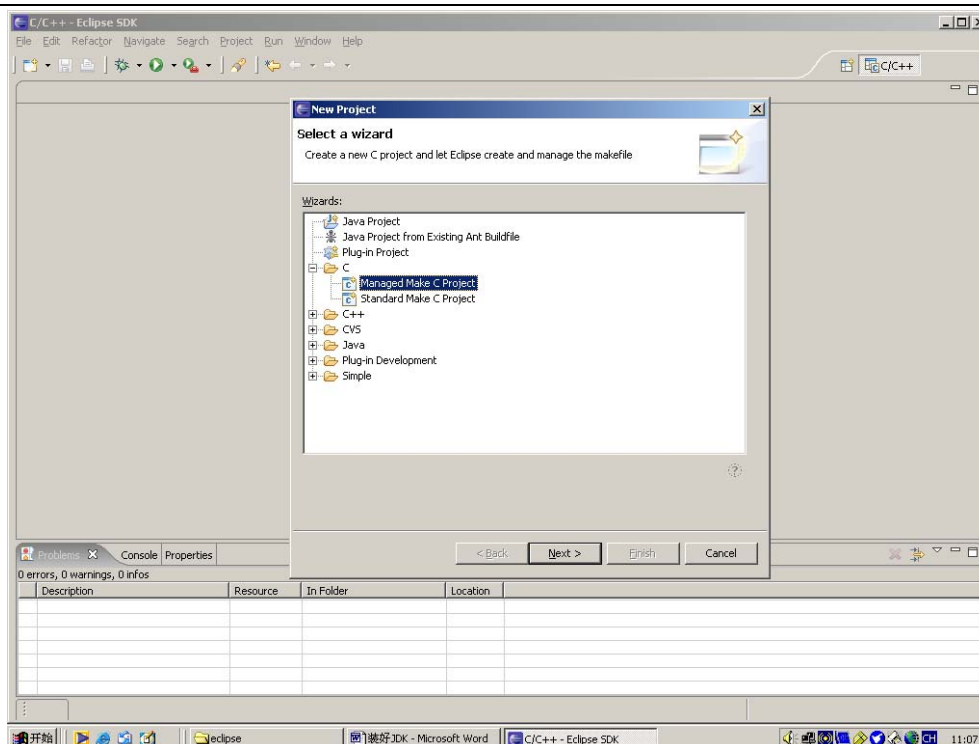 C/C++ - Eclipse SDK
File Edit Refactor Navigate Search Project Run Window Help
C/C++
New Project
Select a wizard
Create a new C project and let Eclipse create and manage the makefile
Wizards:
Java Project
Java Project from Existing Ant Buildfile
Plug-in Project
C
Managed Make C Project
Standard Make C Project
C++
CVS
Java
Plug-in Development
Simple
< Back Next > Finish Cancel
Problems Console Properties
0 errors, 0 warnings, 0 infos
Description Resource In Folder Location
开始 eclipse 装好JDK - Microsoft Word C/C++ - Eclipse SDK CH 11:07